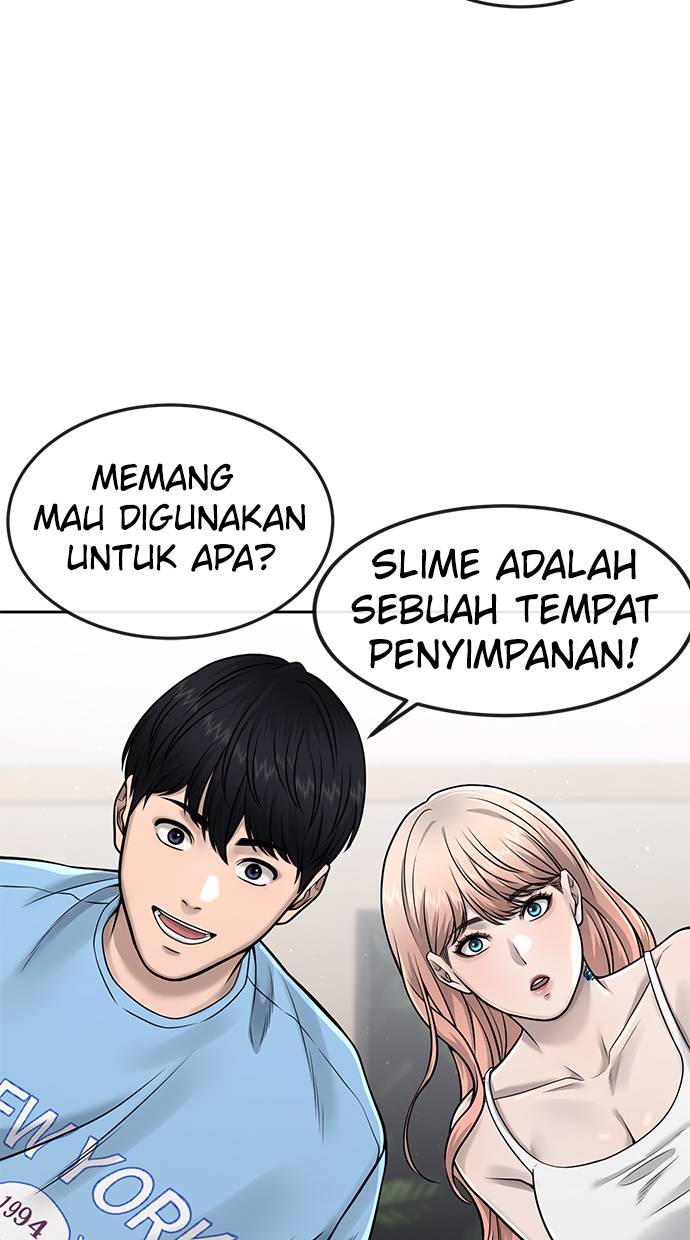 MEMANG
MAU DIGUNAKAN
UNTUK APA?
SLIME ADALAH
SEBUAH TEMPAT
PENYIMPANAN!
EW YORK
1994